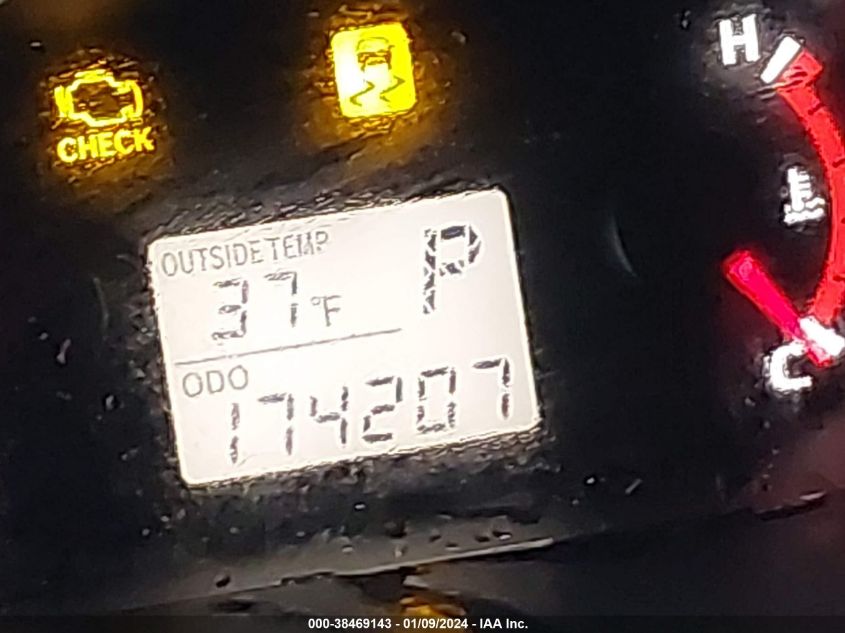 H
CHECK
OUTSIDE TEMP P
37°F
ODO
174207
C
000-38469143 - 01/09/2024 - IAA Inc.